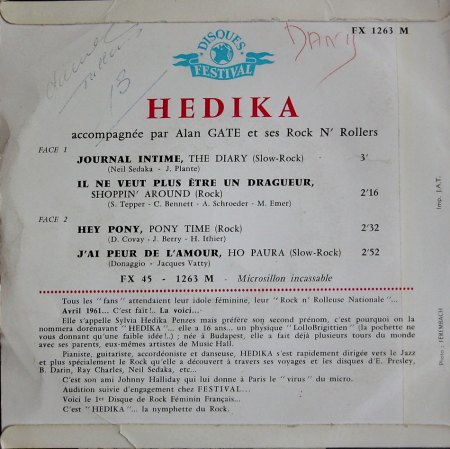 FX 1263 M
DISQUES
FESTIVAL
DANY
13
HEDIKA
accompagnée par Alan GATE et ses Rock N' Rollers
FACE 1
JOURNAL INTIME, THE DIARY (Slow-Rock) 3'
(Neil Sedaka - J. Plante)
IL NE VEUT PLUS ÊTRE UN DRAGUEUR,
SHOPPIN' AROUND (Rock) 2'16
(S. Tepper - C. Bennett - A. Schroeder - M. Emer)
FACE 2
HEY PONY, PONY TIME (Rock) 2'32
(D. Covay - J. Berry - H. Ithier)
J'AI PEUR DE L'AMOUR, HO PAURA (Slow-Rock) 2'52
(Donaggio - Jacques Vatty)
FX 45 - 1263 M - Microsillon incassable
Tous les "fans" attendaient leur idole féminine, leur "Rock n' Rolleuse Nationale"...
Avril 1961... C'est fait !.. La voici...
Elle s'appelle Sylvia Hedika Penzes mais préfère son second prénom, c'est pourquoi on la
nommera dorénavant "HEDIKA"... elle a 16 ans... un physique "LolloBrigittien" (la pochette ne
vous donnant qu'une faible idée !..) ; née à Budapest, elle a fait déjà plusieurs tours du monde
avec ses parents, eux-mêmes artistes de Music Hall.
Pianiste, guitariste, accordéoniste et danseuse, HEDIKA s'est rapidement dirigée vers le Jazz
et plus spécialement le Rock qu'elle a découvert à travers ses voyages et les disques d'E. Presley,
B. Darin, Ray Charles, Neil Sedaka, etc...
C'est son ami Johnny Halliday qui lui donne à Paris le "virus" du micro.
Audition suivie d'engagement chez FESTIVAL...
Voici le 1er Disque de Rock Féminin Français...
C'est "HEDIKA"... la nymphette du Rock.
Imp. J.A.T.
Photo : FEREMBACH